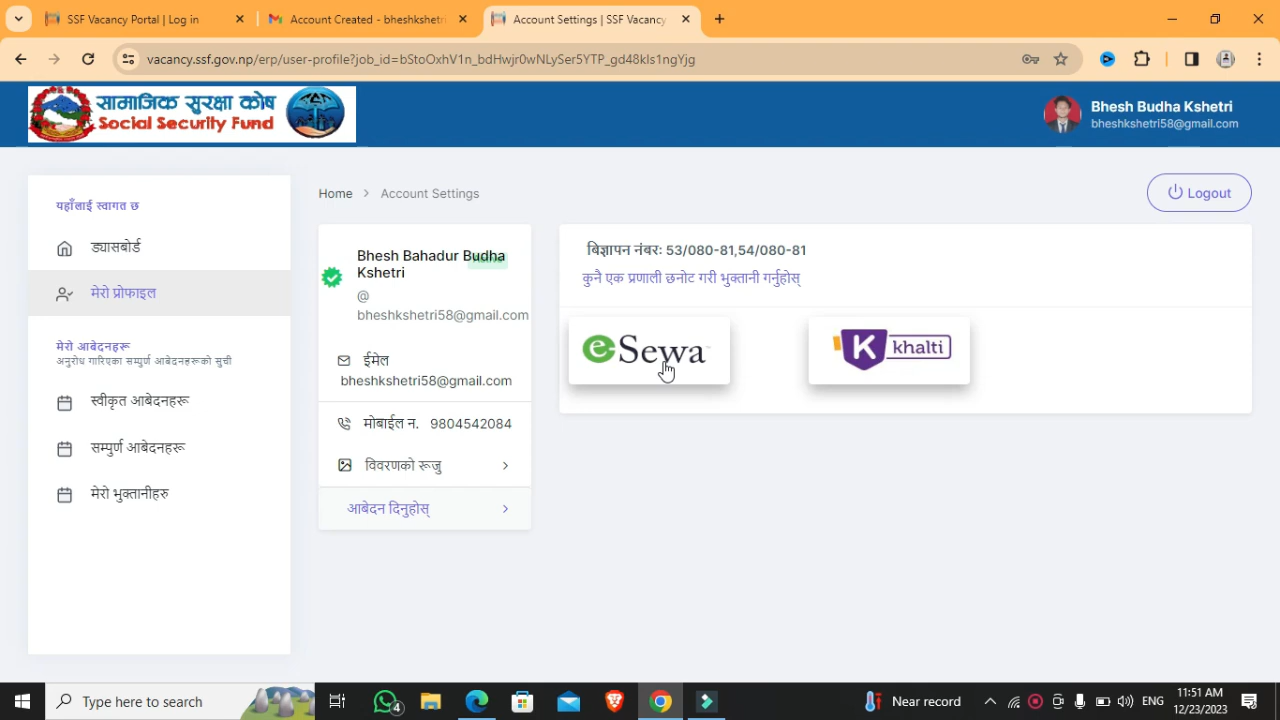 SSF Vacancy Portal | Log in
Account Created - bheshkshetri
Account Settings | SSF Vacancy
vacancy.ssf.gov.np/erp/user-profile?job_id=bStoOxhV1n_bdHwjr0wNLySer5YTP_gd48kIs1ngYjg
सामाजिक सुरक्षा कोष
Social Security Fund
Bhesh Budha Kshetri
bheshkshetri58@gmail.com
यहाँलाई स्वागत छ
ड्यासबोर्ड
मेरो प्रोफाइल
मेरो आबेदनहरू
अनुरोध गारिएका सम्पुर्ण आबेदनहरूको सुची
स्वीकृत आबेदनहरू
सम्पुर्ण आबेदनहरू
मेरो भुक्तानीहरु
Home > Account Settings
Logout
Bhesh Bahadur Budha
Kshetri
@
bheshkshetri58@gmail.com
ईमेल
bheshkshetri58@gmail.com
मोबाईल न. 9804542084
विवरणको रूजु
आबेदन दिनुहोस्
बिज्ञापन नंबर: 53/080-81,54/080-81
कुनै एक प्रणाली छनोट गरी भुक्तानी गर्नुहोस्
e-Sewa
K khalti
Type here to search
4
Near record
ENG
11:51 AM
12/23/2023